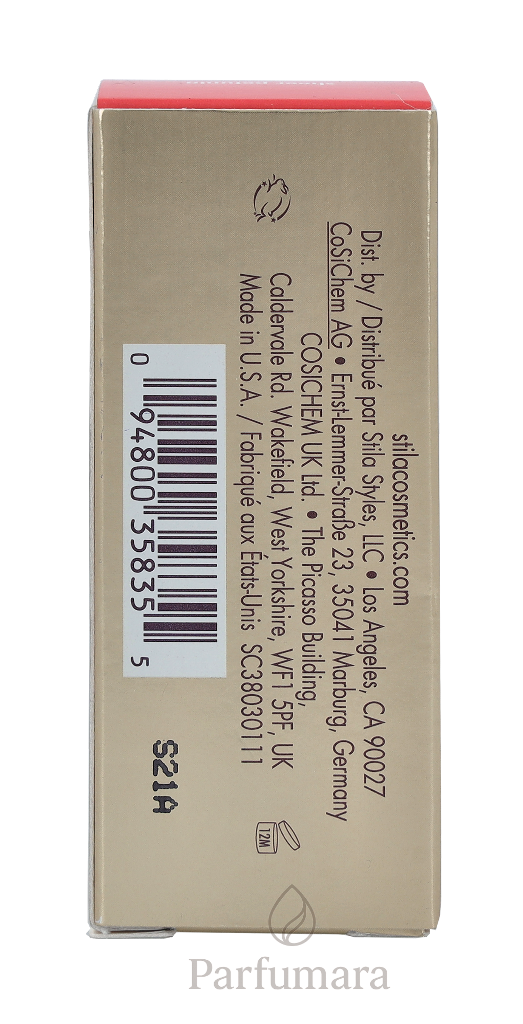 stilacosmetics.com
Dist. by / Distribué par Stila Styles, LLC • Los Angeles, CA 90027
CoSiChem AG • Ernst-Lemmer-Straße 23, 35041 Marburg, Germany
COSICHEM UK Ltd. • The Picasso Building,
Caldervale Rd. Wakefield, West Yorkshire, WF1 5PF, UK
Made in U.S.A. / Fabriqué aux États-Unis SC38030111
0 94800 35835 5
S21A
12M
Parfumara